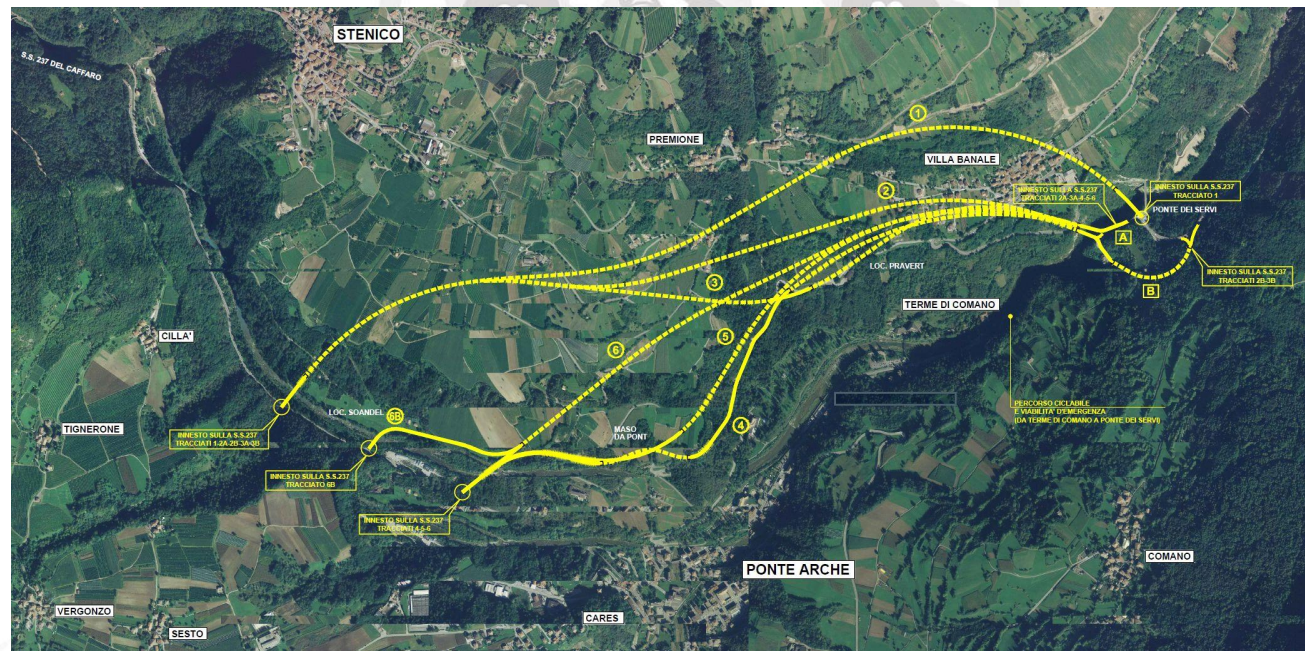 STENICO
S.S. 237 DEL CAFFARO
1
PREMIONE
VILLA BANALE
2
INNESTO SULLA S.S.237
TRACCIATI 2A-3A-4-5-6
INNESTO SULLA S.S.237
TRACCIATO 1
PONTE DEI SERVI
A
LOC. PRAVERT
INNESTO SULLA S.S.237
TRACCIATI 2B-3B
3
B
TERME DI COMANO
CILLA'
5
6
PERCORSO CICLABILE
E VIABILITA' D'EMERGENZA
(DA TERME DI COMANO A PONTE DEI SERVI)
LOC. SOANDEL
6B
4
MASO
DA PONT
TIGNERONE
INNESTO SULLA S.S.237
TRACCIATI 1-2A-2B-3A-3B
INNESTO SULLA S.S.237
TRACCIATO 6B
INNESTO SULLA S.S.237
TRACCIATI 4-5-6
COMANO
PONTE ARCHE
VERGONZO
CARES
SESTO